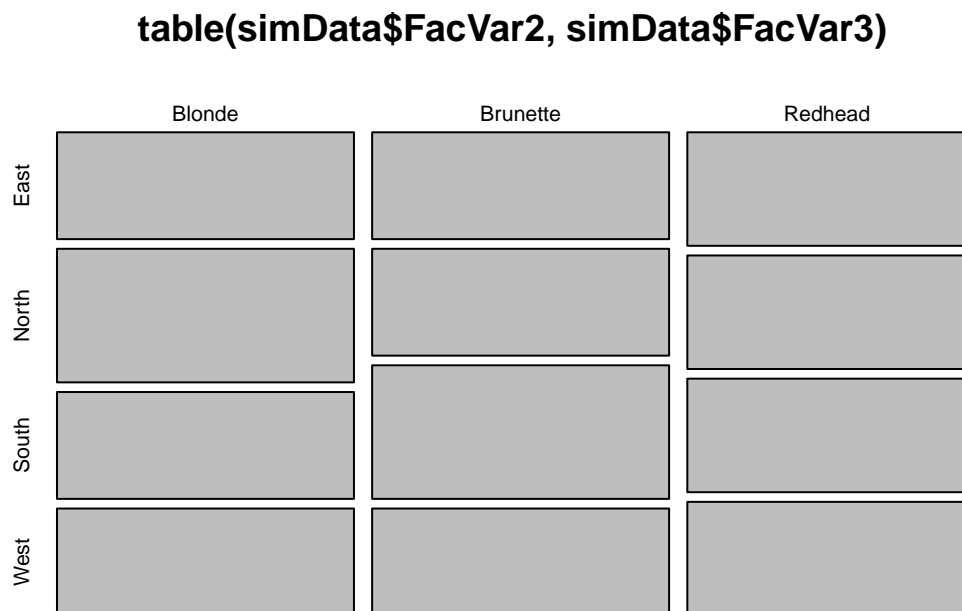 table(simData$FacVar2, simData$FacVar3)
Blonde Brunette Redhead
East
North
South
West